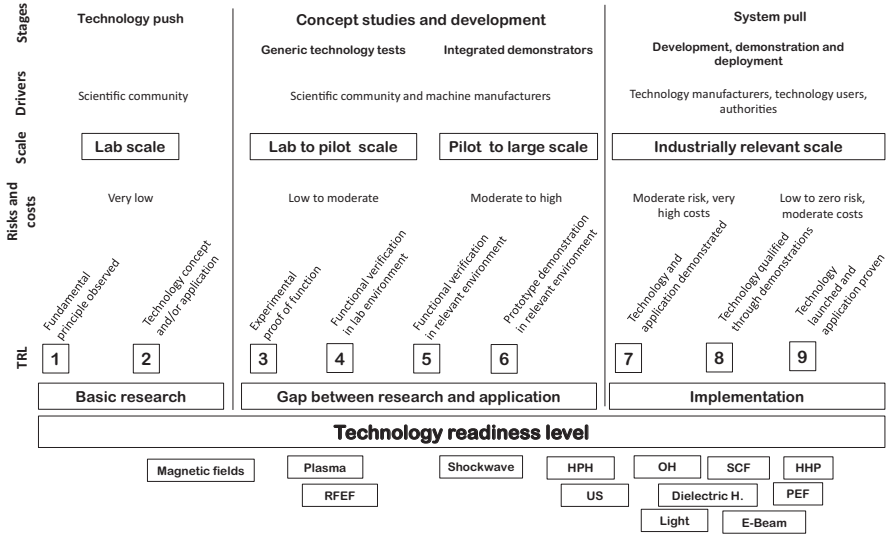 Stages
Technology push
Concept studies and development
System pull
Generic technology tests
Integrated demonstrators
Development, demonstration and
deployment
Drivers
Scientific community
Scientific community and machine manufacturers
Technology manufacturers, technology users,
authorities
Scale
Lab scale
Lab to pilot scale
Pilot to large scale
Industrially relevant scale
Risks and
costs
Very low
Low to moderate
Moderate to high
Moderate risk, very
high costs
Low to zero risk,
moderate costs
Fundamental
principle observed
Technology concept
and/or application
Experimental
proof of function
Functional verification
in lab environment
Functional verification
in relevant environment
Prototype demonstration
in relevant environment
Technology and
application demonstrated
Technology qualified
through demonstrations
Technology
launched and
application proven
TRL
1
2
3
4
5
6
7
8
9
Basic research
Gap between research and application
Implementation
Technology readiness level
Magnetic fields
Plasma
Shockwave
HPH
OH
SCF
HHP
RFEF
US
Dielectric H.
PEF
Light
E-Beam